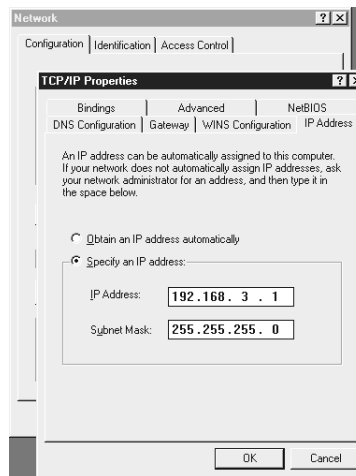 Network
Configuration Identification Access Control
TCP/IP Properties
Bindings Advanced NetBIOS
DNS Configuration Gateway WINS Configuration IP Address
An IP address can be automatically assigned to this computer.
If your network does not automatically assign IP addresses, ask
your network administrator for an address, and then type it in
the space below.
Obtain an IP address automatically
Specify an IP address:
IP Address: 192.168. 3 . 1
Subnet Mask: 255.255.255. 0
OK Cancel